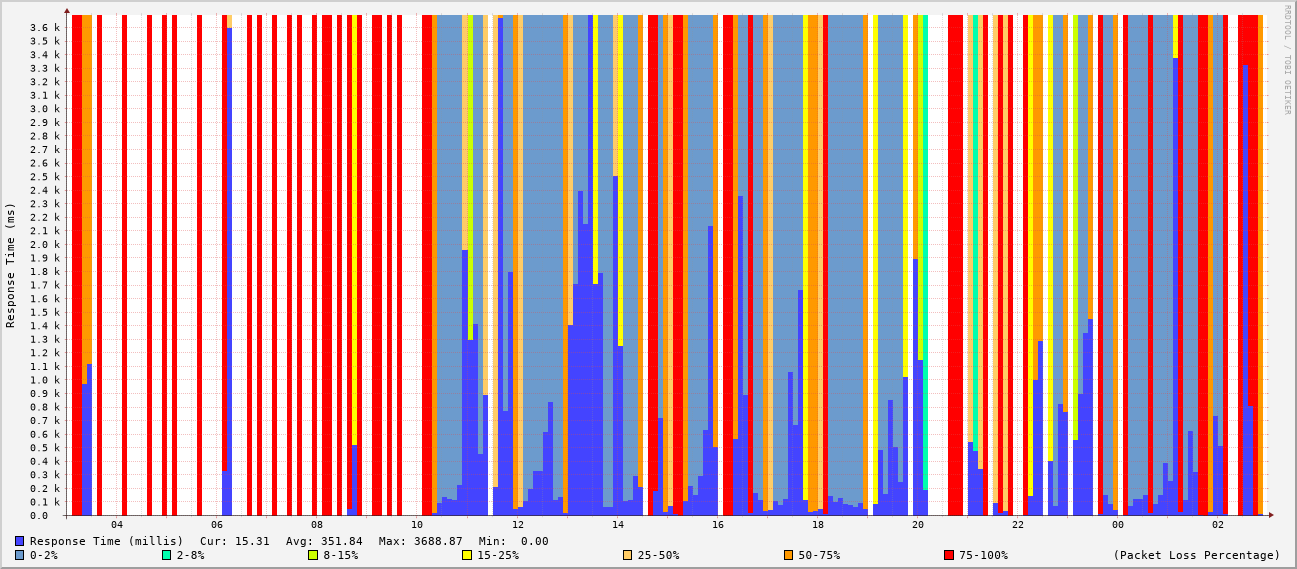 RRDTOOL / TOBI OETIKER
Response Time (ms)
3.6 k
3.5 k
3.4 k
3.3 k
3.2 k
3.1 k
3.0 k
2.9 k
2.8 k
2.7 k
2.6 k
2.5 k
2.4 k
2.3 k
2.2 k
2.1 k
2.0 k
1.9 k
1.8 k
1.7 k
1.6 k
1.5 k
1.4 k
1.3 k
1.2 k
1.1 k
1.0 k
0.9 k
0.8 k
0.7 k
0.6 k
0.5 k
0.4 k
0.3 k
0.2 k
0.1 k
0.0
04 06 08 10 12 14 16 18 20 22 00 02
Response Time (millis) Cur: 15.31 Avg: 351.84 Max: 3688.87 Min: 0.00
0-2% 2-8% 8-15% 15-25% 25-50% 50-75% 75-100% (Packet Loss Percentage)